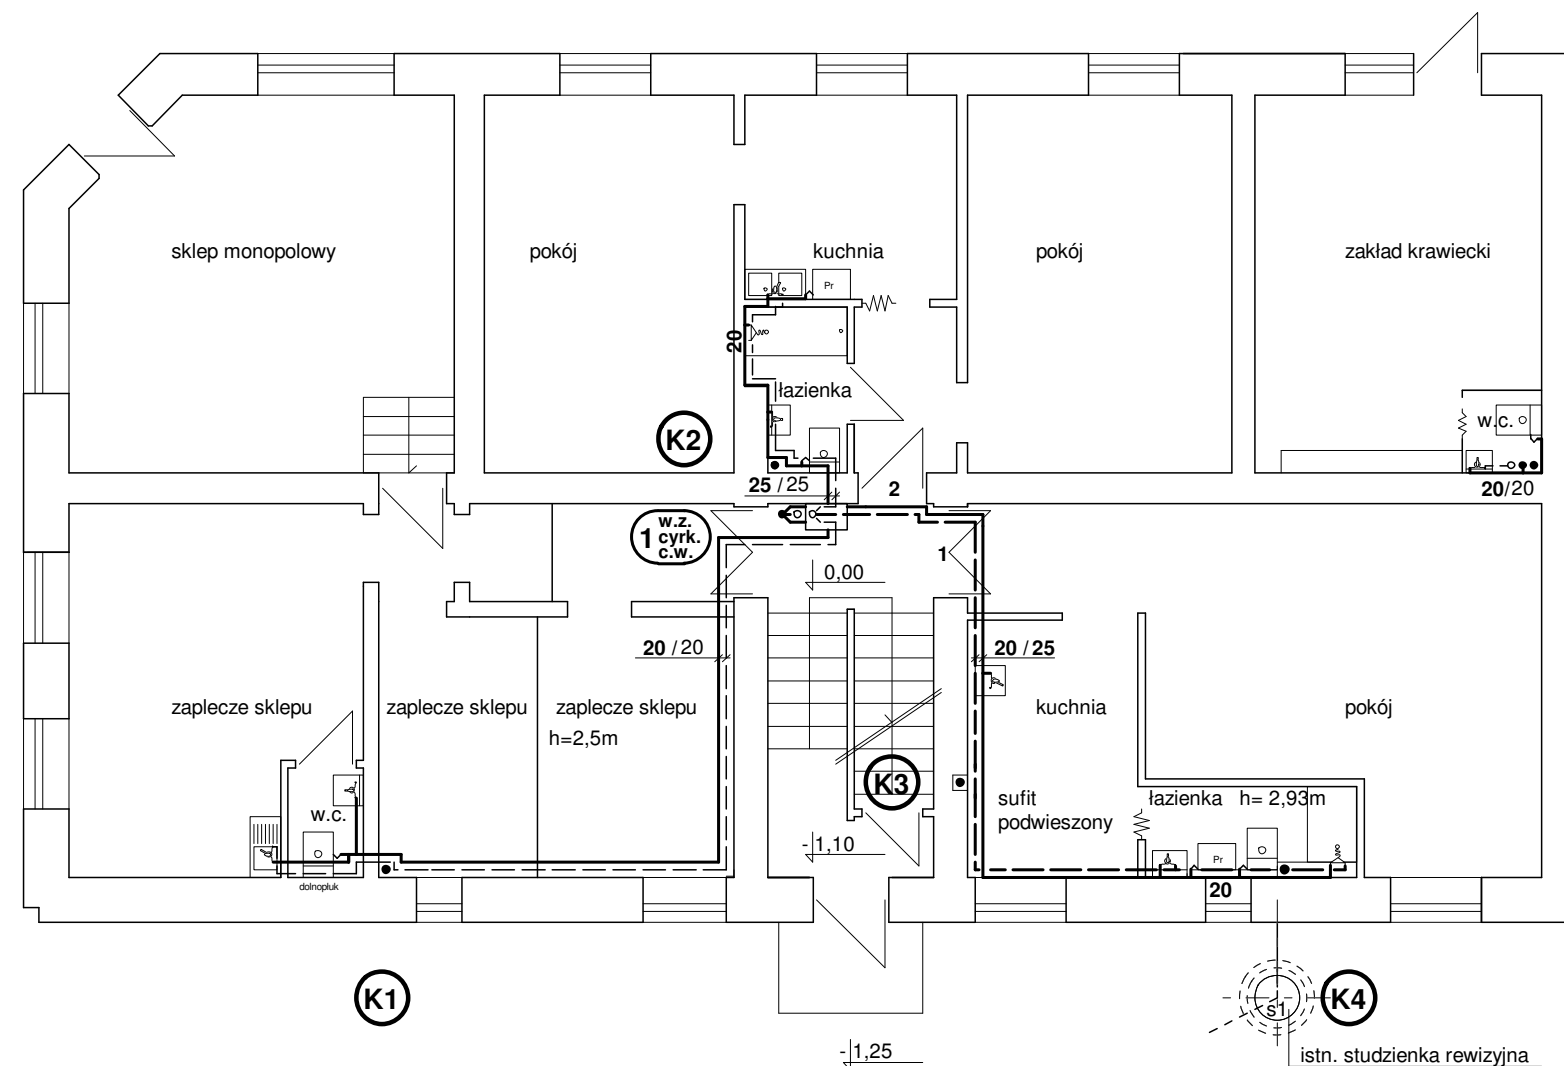 sklep monopolowy
pokój
kuchnia
pokój
zakład krawiecki
Pr
20
łazienka
w.c.
K2
25 / 25
2
20/20
1
w.z.
cyrk.
c.w.
1
0,00
20 / 20
20 / 25
zaplecze sklepu
zaplecze sklepu
zaplecze sklepu
h=2,5m
kuchnia
pokój
K3
w.c.
sufit
podwieszony
łazienka h= 2,93m
-1,10
Pr
dolnopłuk
20
K1
s1
K4
-1,25
istn. studzienka rewizyjna